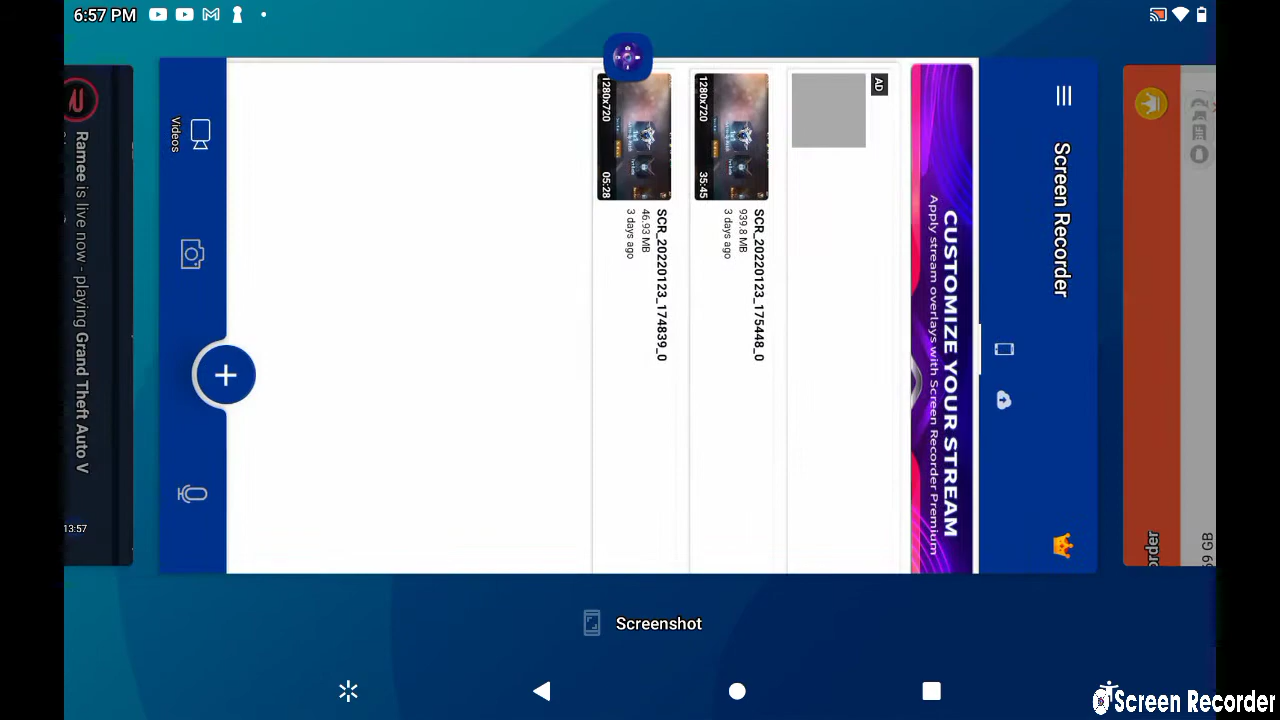 6:57 PM
Ramee is live now - playing Grand Theft Auto V
13:57
Screen Recorder
CUSTOMIZE YOUR STREAM
Apply stream overlays with Screen Recorder Premium
AD
1280x720
35:45
SCR_20220123_175448_0
939.8 MB
3 days ago
1280x720
05:28
SCR_20220123_174839_0
46.93 MB
3 days ago
Videos
Screenshot
Screen Recorder